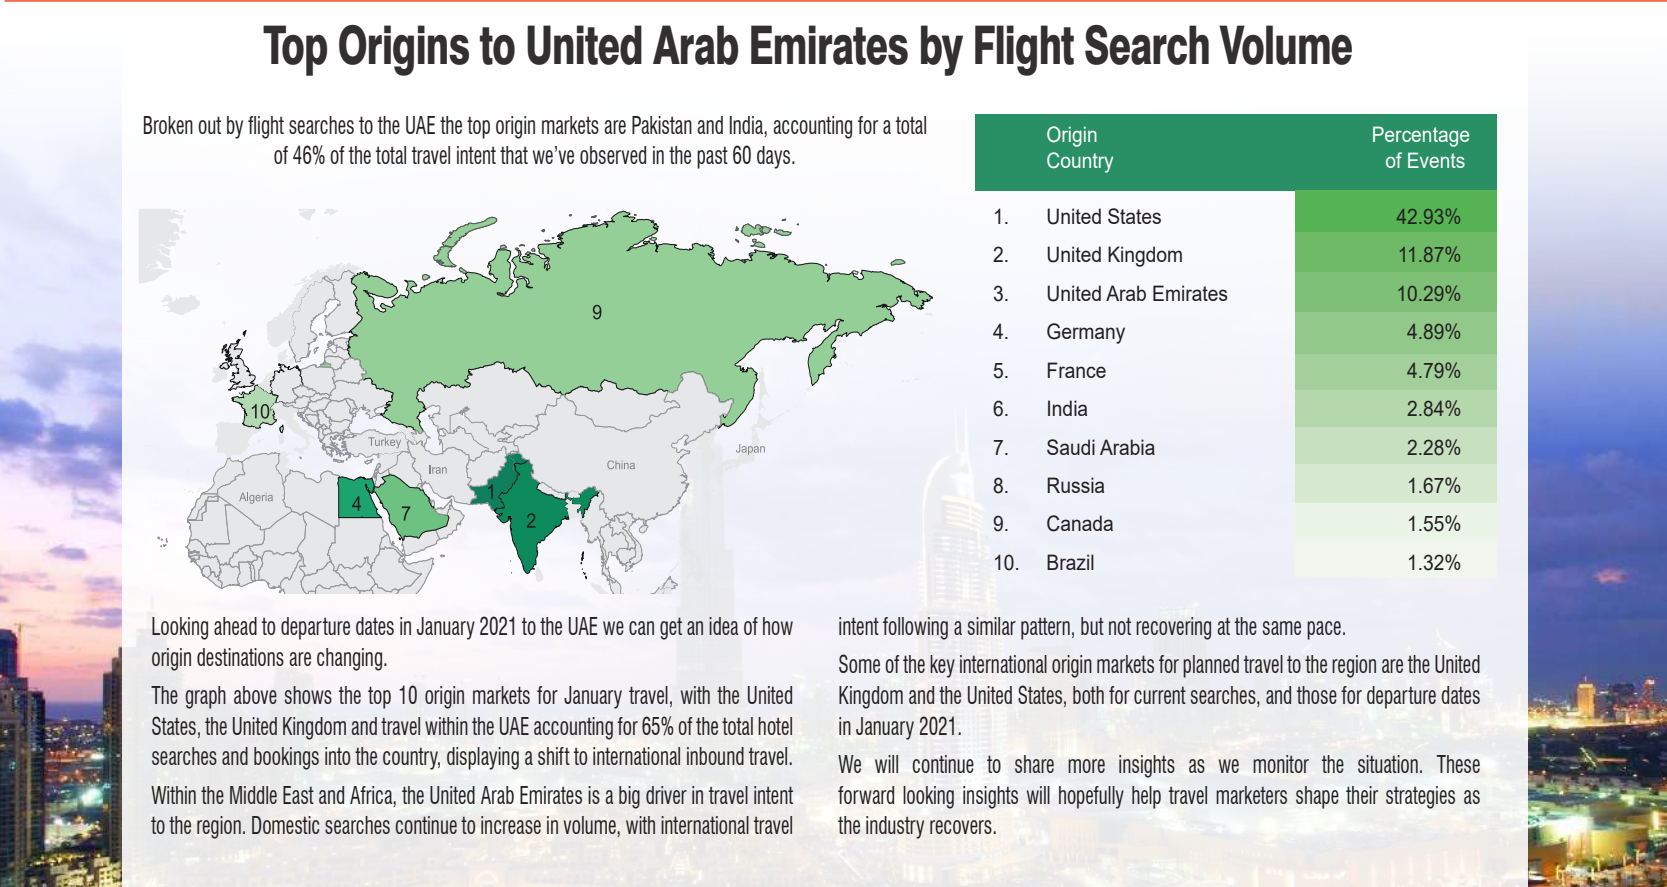 Top Origins to United Arab Emirates by Flight Search Volume
Broken out by flight searches to the UAE the top origin markets are Pakistan and India, accounting for a total
of 46% of the total travel intent that we've observed in the past 60 days.
9
10
Turkey
Iran
China
Japan
Algeria
4
7
1
2
Origin Country Percentage of Events
1. United States 42.93%
2. United Kingdom 11.87%
3. United Arab Emirates 10.29%
4. Germany 4.89%
5. France 4.79%
6. India 2.84%
7. Saudi Arabia 2.28%
8. Russia 1.67%
9. Canada 1.55%
10. Brazil 1.32%
Looking ahead to departure dates in January 2021 to the UAE we can get an idea of how
origin destinations are changing.
The graph above shows the top 10 origin markets for January travel, with the United
States, the United Kingdom and travel within the UAE accounting for 65% of the total hotel
searches and bookings into the country, displaying a shift to international inbound travel.
Within the Middle East and Africa, the United Arab Emirates is a big driver in travel intent
to the region. Domestic searches continue to increase in volume, with international travel
intent following a similar pattern, but not recovering at the same pace.
Some of the key international origin markets for planned travel to the region are the United
Kingdom and the United States, both for current searches, and those for departure dates
in January 2021.
We will continue to share more insights as we monitor the situation. These
forward looking insights will hopefully help travel marketers shape their strategies as
the industry recovers.